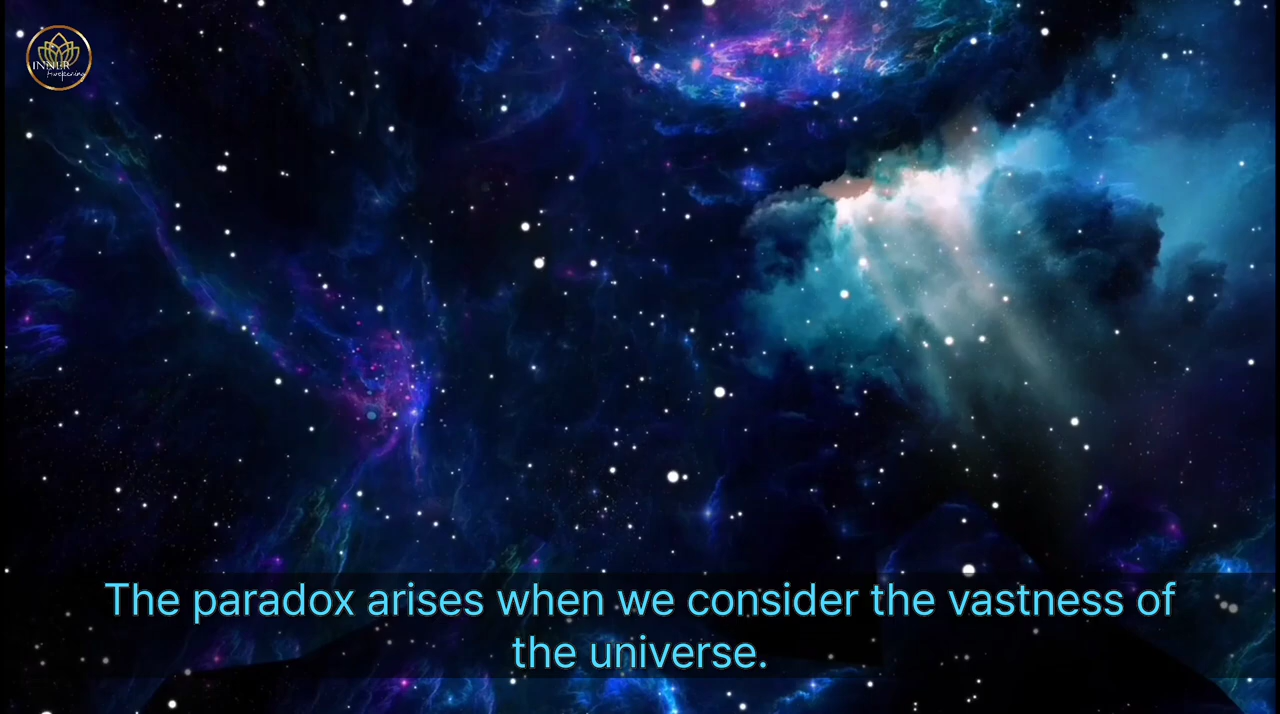 INNER
Awakening
The paradox arises when we consider the vastness of
the universe.